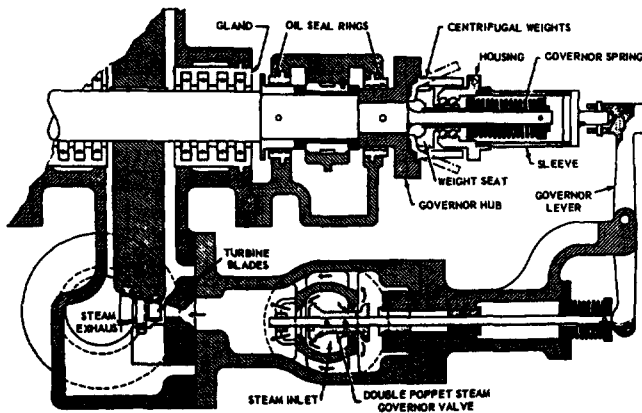 GLAND
OIL SEAL RINGS
CENTRIFUGAL WEIGHTS
HOUSING
GOVERNOR SPRING
SLEEVE
WEIGHT SEAT
GOVERNOR
LEVER
GOVERNOR HUB
TURBINE
BLADES
STEAM
EXHAUST
STEAM INLET
DOUBLE POPPET STEAM
GOVERNOR VALVE